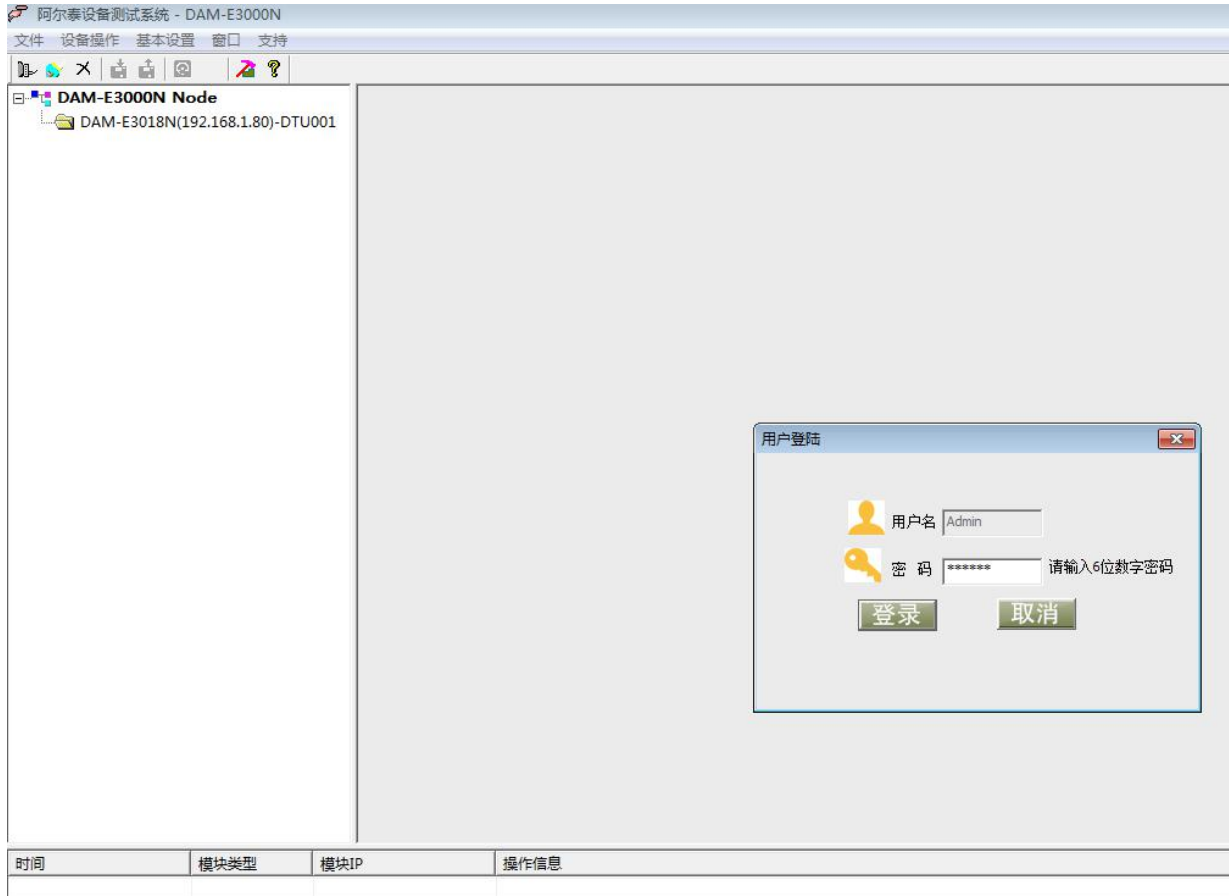 阿尔泰设备测试系统 - DAM-E3000N
文件 设备操作 基本设置 窗口 支持
DAM-E3000N Node
DAM-E3018N(192.168.1.80)-DTU001
用户登陆
用户名 Admin
密 码 ****** 请输入6位数字密码
登录 取消
时间 模块类型 模块IP 操作信息